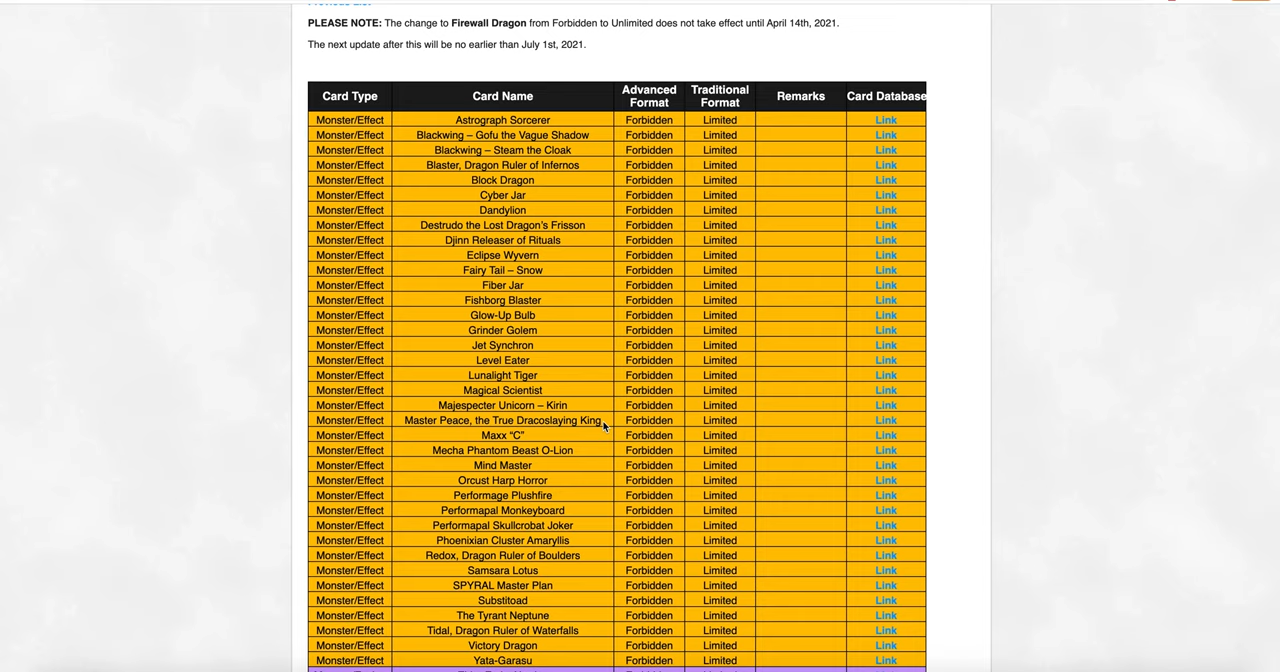 PLEASE NOTE: The change to Firewall Dragon from Forbidden to Unlimited does not take effect until April 14th, 2021.
The next update after this will be no earlier than July 1st, 2021.
Card Type Card Name Advanced Format Traditional Format Remarks Card Database
Monster/Effect Astrograph Sorcerer Forbidden Limited Link
Monster/Effect Blackwing – Gofu the Vague Shadow Forbidden Limited Link
Monster/Effect Blackwing – Steam the Cloak Forbidden Limited Link
Monster/Effect Blaster, Dragon Ruler of Infernos Forbidden Limited Link
Monster/Effect Block Dragon Forbidden Limited Link
Monster/Effect Cyber Jar Forbidden Limited Link
Monster/Effect Dandylion Forbidden Limited Link
Monster/Effect Destrudo the Lost Dragon's Frisson Forbidden Limited Link
Monster/Effect Djinn Releaser of Rituals Forbidden Limited Link
Monster/Effect Eclipse Wyvern Forbidden Limited Link
Monster/Effect Fairy Tail – Snow Forbidden Limited Link
Monster/Effect Fiber Jar Forbidden Limited Link
Monster/Effect Fishborg Blaster Forbidden Limited Link
Monster/Effect Glow-Up Bulb Forbidden Limited Link
Monster/Effect Grinder Golem Forbidden Limited Link
Monster/Effect Jet Synchron Forbidden Limited Link
Monster/Effect Level Eater Forbidden Limited Link
Monster/Effect Lunalight Tiger Forbidden Limited Link
Monster/Effect Magical Scientist Forbidden Limited Link
Monster/Effect Majespecter Unicorn – Kirin Forbidden Limited Link
Monster/Effect Master Peace, the True Dracoslaying King Forbidden Limited Link
Monster/Effect Maxx "C" Forbidden Limited Link
Monster/Effect Mecha Phantom Beast O-Lion Forbidden Limited Link
Monster/Effect Mind Master Forbidden Limited Link
Monster/Effect Orcust Harp Horror Forbidden Limited Link
Monster/Effect Performage Plushfire Forbidden Limited Link
Monster/Effect Performapal Monkeyboard Forbidden Limited Link
Monster/Effect Performapal Skullcrobat Joker Forbidden Limited Link
Monster/Effect Phoenixian Cluster Amaryllis Forbidden Limited Link
Monster/Effect Redox, Dragon Ruler of Boulders Forbidden Limited Link
Monster/Effect Samsara Lotus Forbidden Limited Link
Monster/Effect SPYRAL Master Plan Forbidden Limited Link
Monster/Effect Substitoad Forbidden Limited Link
Monster/Effect The Tyrant Neptune Forbidden Limited Link
Monster/Effect Tidal, Dragon Ruler of Waterfalls Forbidden Limited Link
Monster/Effect Victory Dragon Forbidden Limited Link
Monster/Effect Yata-Garasu Forbidden Limited Link